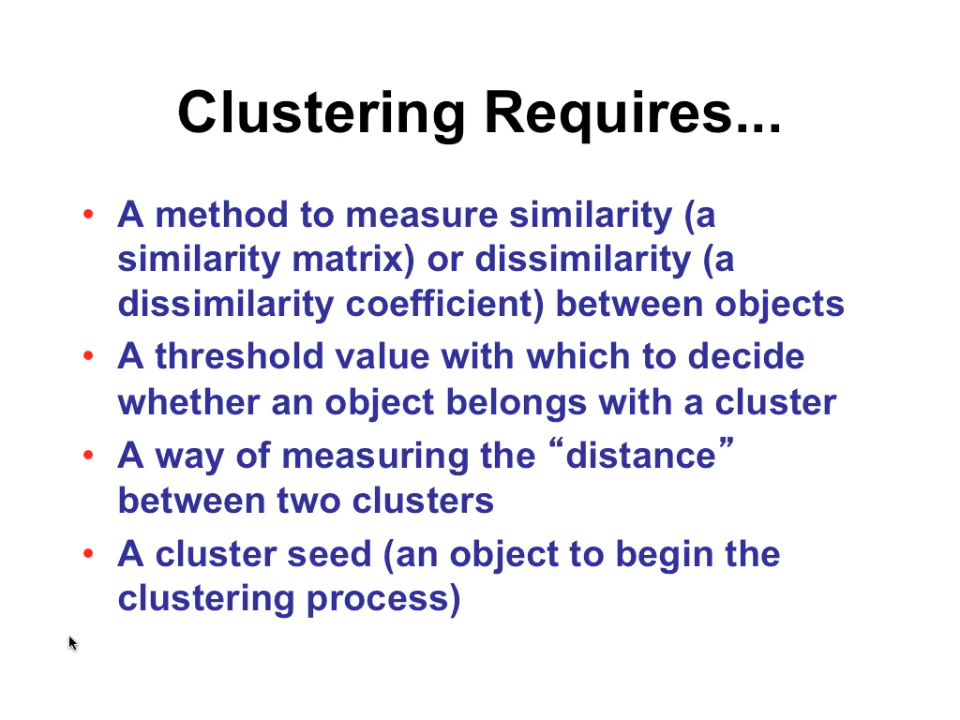 Clustering Requires...
• A method to measure similarity (a
similarity matrix) or dissimilarity (a
dissimilarity coefficient) between objects
• A threshold value with which to decide
whether an object belongs with a cluster
• A way of measuring the “distance”
between two clusters
• A cluster seed (an object to begin the
clustering process)